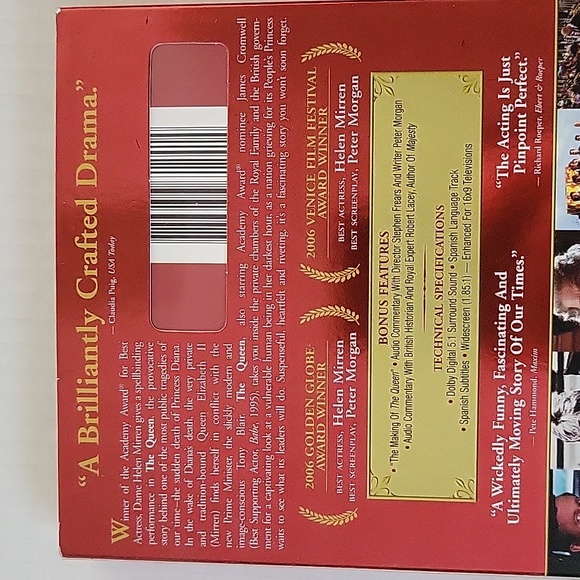 “A Brilliantly Crafted Drama.”
— Claudia Puig, USA Today
Winner of the Academy Award® for Best
Actress, Dame Helen Mirren gives a spellbinding
performance in The Queen, the provocative
story behind one of the most public tragedies of
our time—the sudden death of Princess Diana.
In the wake of Diana's death, the very private
and tradition-bound Queen Elizabeth II
(Mirren) finds herself in conflict with the
new Prime Minister, the slickly modern and
image-conscious Tony Blair. The Queen, also starring Academy Award® nominee James Cromwell
(Best Supporting Actor, Babe, 1995), takes you inside the private chambers of the Royal Family and the British govern-
ment for a captivating look at a vulnerable human being in her darkest hour, as a nation grieving for its People's Princess
waits to see what its leaders will do. Suspenseful, heartfelt and riveting, it's a fascinating story you won't soon forget.
2006 GOLDEN GLOBE
AWARD WINNER
BEST ACTRESS, Helen Mirren
BEST SCREENPLAY, Peter Morgan
2006 VENICE FILM FESTIVAL
AWARD WINNER
BEST ACTRESS, Helen Mirren
BEST SCREENPLAY, Peter Morgan
BONUS FEATURES
• "The Making Of The Queen" • Audio Commentary With Director Stephen Frears And Writer Peter Morgan
• Audio Commentary With British Historian And Royal Expert Robert Lacey, Author Of Majesty
TECHNICAL SPECIFICATIONS
• Dolby Digital 5.1 Surround Sound • Spanish Language Track
• Spanish Subtitles • Widescreen (1.85:1) — Enhanced For 16x9 Televisions
“A Wickedly Funny, Fascinating And
Ultimately Moving Story Of Our Times.”
— Pete Hammond, Maxim
“The Acting Is Just
Pinpoint Perfect.”
— Richard Roeper, Ebert & Roeper